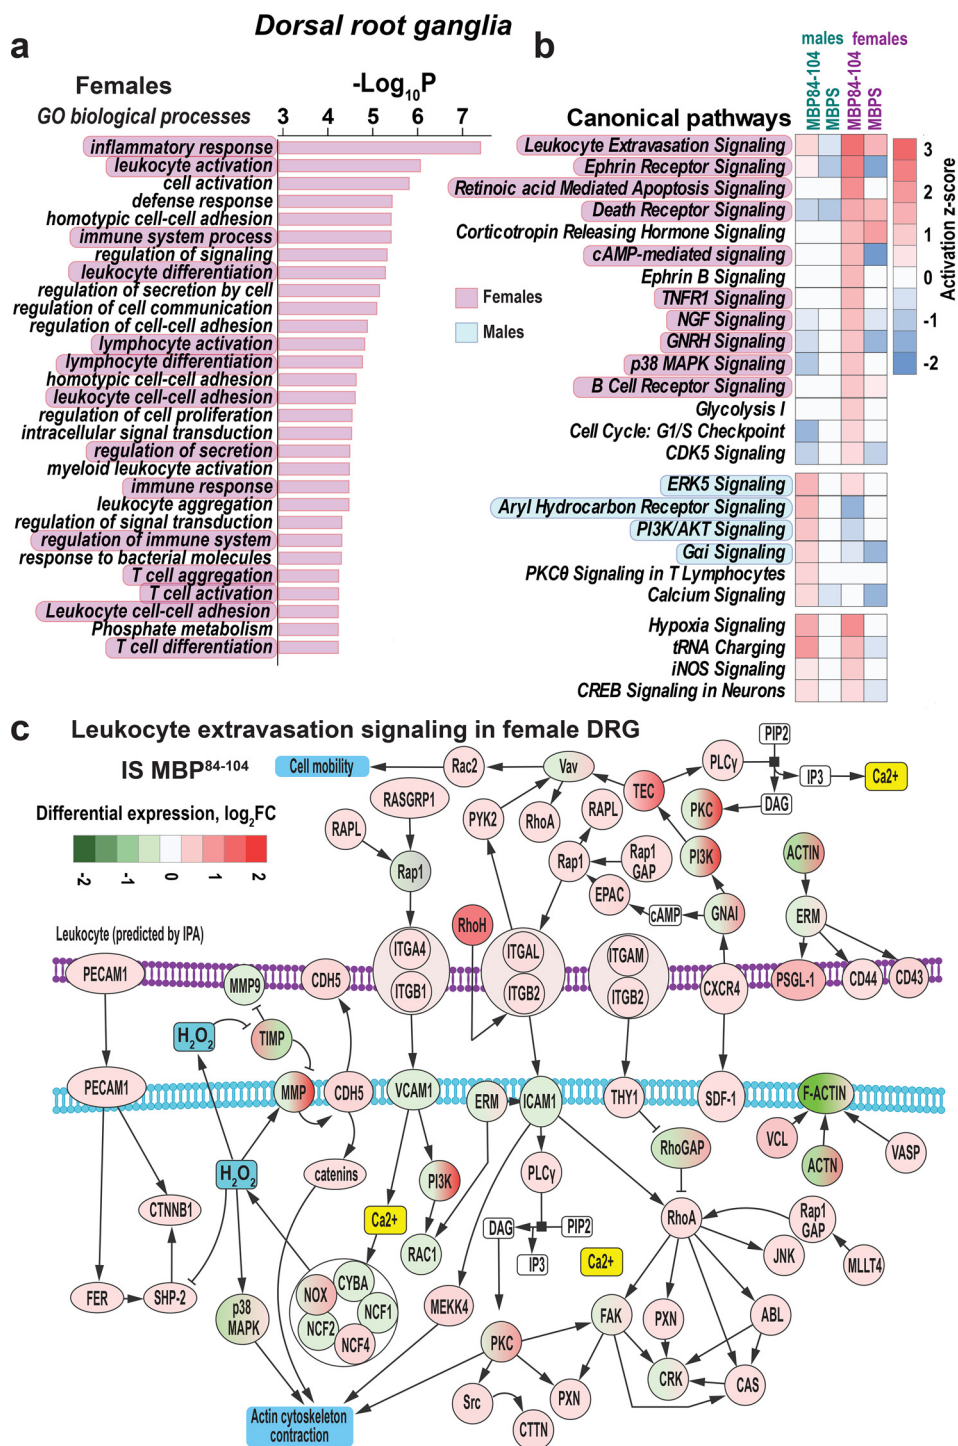 Dorsal root ganglia
a
Females
GO biological processes
-Log10P
3 4 5 6 7
inflammatory response
leukocyte activation
cell activation
defense response
homotypic cell-cell adhesion
immune system process
regulation of signaling
leukocyte differentiation
regulation of secretion by cell
regulation of cell communication
regulation of cell-cell adhesion
lymphocyte activation
lymphocyte differentiation
homotypic cell-cell adhesion
leukocyte cell-cell adhesion
regulation of cell proliferation
intracellular signal transduction
regulation of secretion
myeloid leukocyte activation
immune response
leukocyte aggregation
regulation of signal transduction
regulation of immune system
response to bacterial molecules
T cell aggregation
T cell activation
Leukocyte cell-cell adhesion
Phosphate metabolism
T cell differentiation
Females
Males
b
males females
MBP84-104
MBPS
MBP84-104
MBPS
Canonical pathways
Leukocyte Extravasation Signaling
Ephrin Receptor Signaling
Retinoic acid Mediated Apoptosis Signaling
Death Receptor Signaling
Corticotropin Releasing Hormone Signaling
cAMP-mediated signaling
Ephrin B Signaling
TNFR1 Signaling
NGF Signaling
GNRH Signaling
p38 MAPK Signaling
B Cell Receptor Signaling
Glycolysis I
Cell Cycle: G1/S Checkpoint
CDK5 Signaling
ERK5 Signaling
Aryl Hydrocarbon Receptor Signaling
PI3K/AKT Signaling
Gαi Signaling
PKCθ Signaling in T Lymphocytes
Calcium Signaling
Hypoxia Signaling
tRNA Charging
iNOS Signaling
CREB Signaling in Neurons
3
2
1
0
-1
-2
Activation z-score
c Leukocyte extravasation signaling in female DRG
IS MBP84-104
Differential expression, log2FC
-2 -1 0 1 2
Leukocyte (predicted by IPA)
Cell mobility
Rac2
Vav
TEC
PLCγ
PIP2
IP3
Ca2+
DAG
PKC
RASGRP1
RAPL
Rap1
PYK2
RhoA
RAPL
Rap1
Rap1
GAP
EPAC
cAMP
PI3K
GNAI
ACTIN
ERM
RhoH
PECAM1
MMP9
CDH5
ITGA4
ITGB1
ITGAL
ITGB2
ITGAM
ITGB2
CXCR4
PSGL-1
CD44
CD43
H2O2
TIMP
PECAM1
MMP
CDH5
VCAM1
ERM
ICAM1
THY1
SDF-1
F-ACTIN
VCL
ACTN
VASP
RhoGAP
H2O2
catenins
PI3K
PLCγ
CTNNB1
Ca2+
RAC1
DAG
PIP2
IP3
Ca2+
RhoA
JNK
Rap1
GAP
MLLT4
FER
SHP-2
p38
MAPK
NOX
CYBA
NCF1
NCF2
NCF4
MEKK4
PKC
FAK
PXN
ABL
CRK
CAS
Src
PXN
CTTN
Actin cytoskeleton
contraction